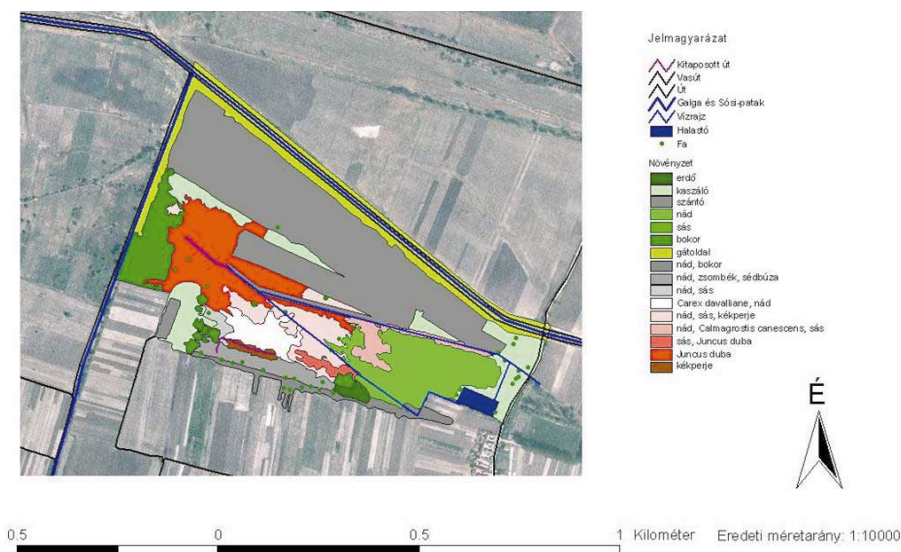 Jelmagyarázat
Kitaposott út
Vasút
Út
Galga és Sósi-patak
Vízrajz
Halastó
Fa
Növényzet
erdő
kaszáló
szántó
nád
sás
bokor
gátoldal
nád, bokor
nád, zsombék, sédbúza
nád, sás
Carex davalliane, nád
nád, sás, kékperje
nád, Calmagrostis canescens, sás
sás, Juncus duba
Juncus duba
kékperje
É
0.5 0 0.5 1 Kilométer Eredeti méretarány: 1:10000